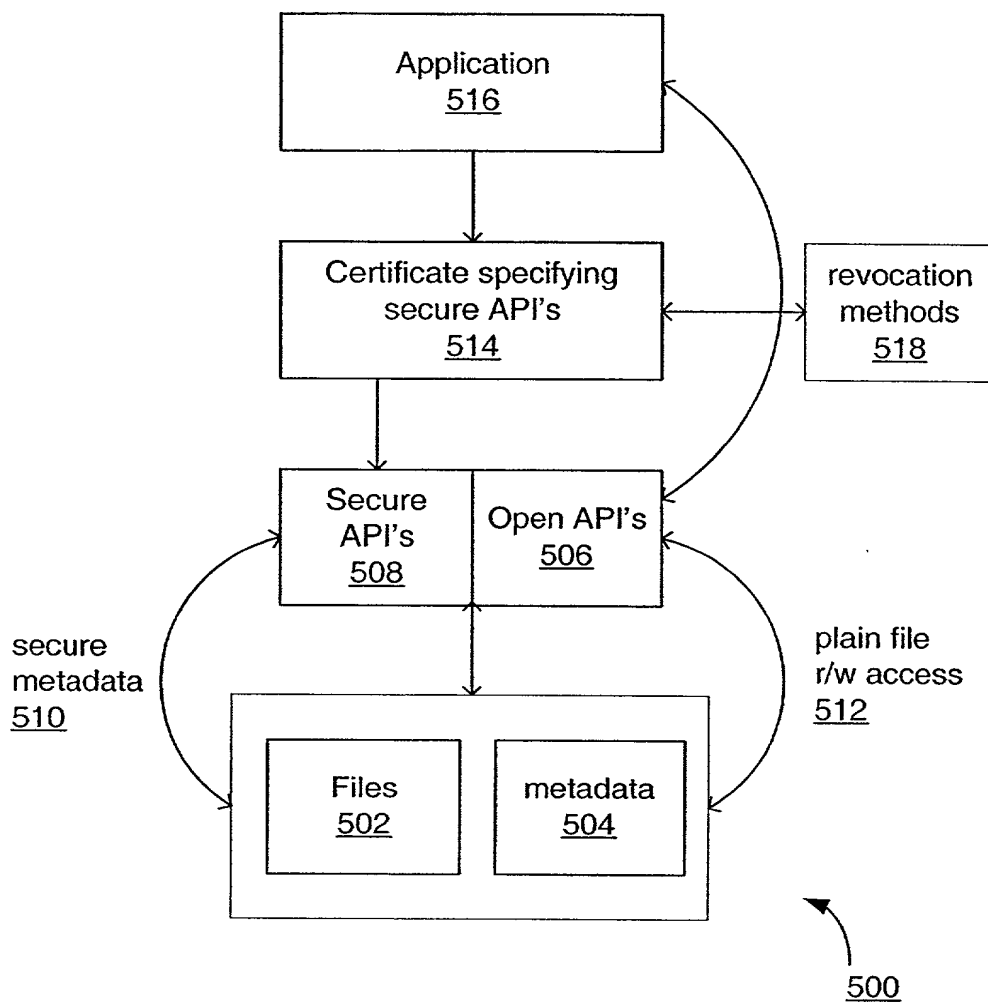 Application
516
Certificate specifying
secure API's
514
revocation
methods
518
Secure
API's
508
Open API's
506
secure
metadata
510
plain file
r/w access
512
Files
502
metadata
504
500